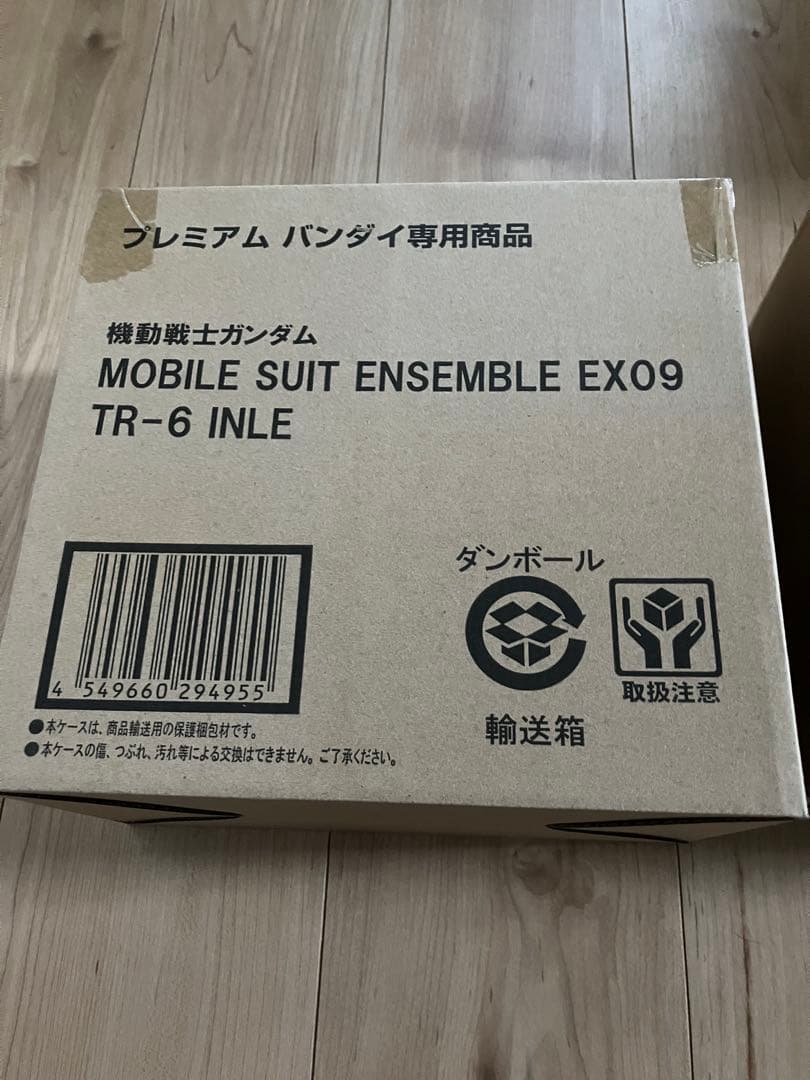 プレミアム バンダイ専用商品
機動戦士ガンダム
MOBILE SUIT ENSEMBLE EX09
TR-6 INLE
ダンボール
4 549660 294955
取扱注意
輸送箱
●本ケースは、商品輸送用の保護梱包材です。
●本ケースの傷、つぶれ、汚れ等による交換はできません。ご了承ください。